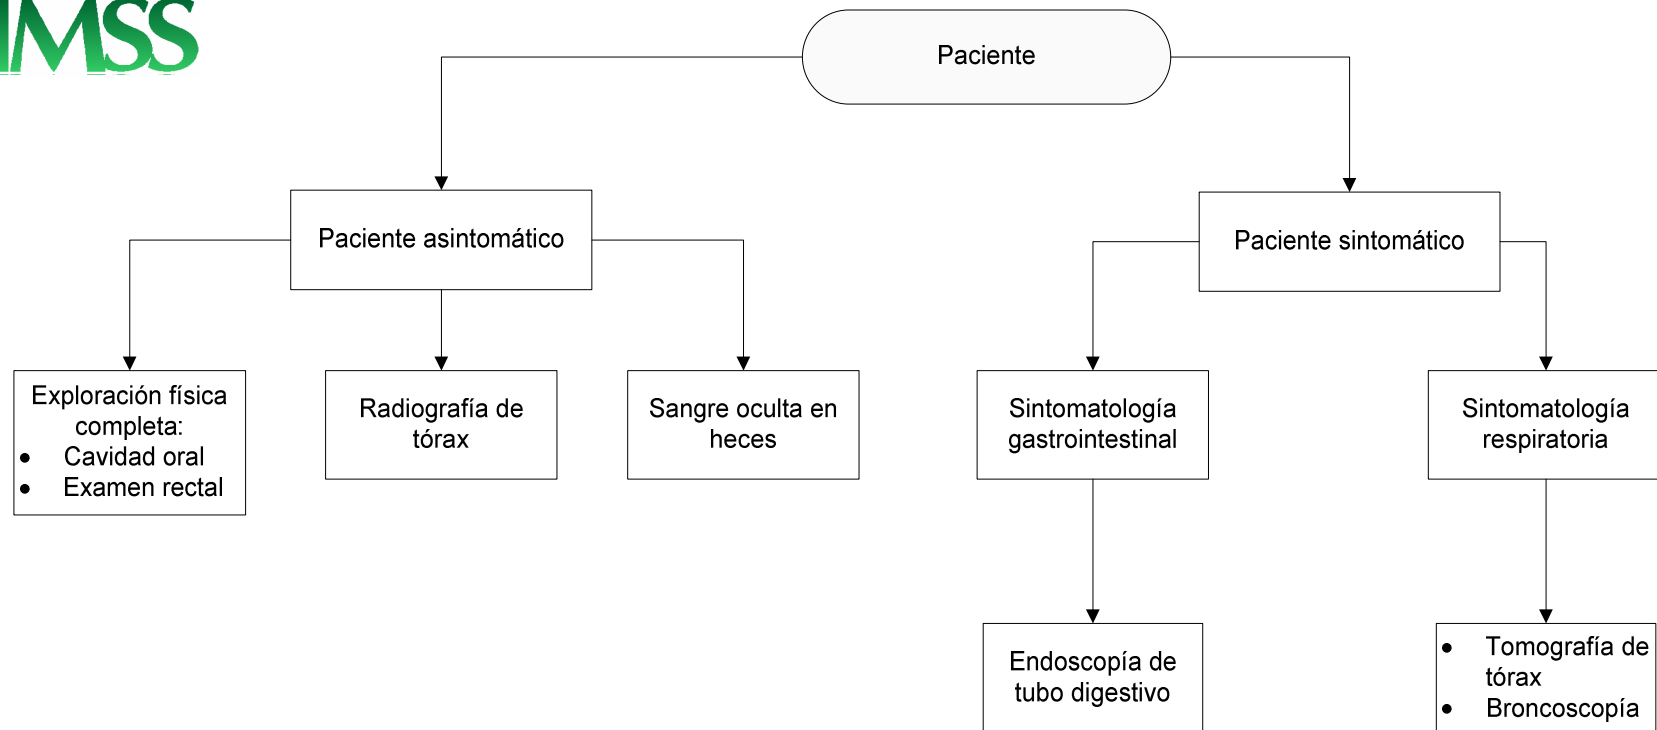 IMSS
Paciente
Paciente asintomático
Paciente sintomático
Exploración física
completa:
• Cavidad oral
• Examen rectal
Radiografía de
tórax
Sangre oculta en
heces
Sintomatología
gastrointestinal
Sintomatología
respiratoria
Endoscopía de
tubo digestivo
• Tomografía de
tórax
• Broncoscopía